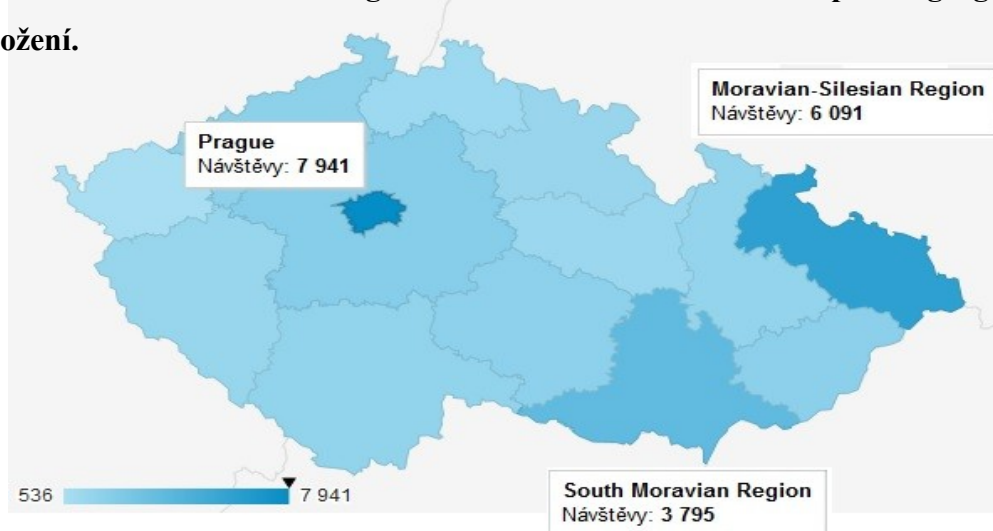 ožení.
Moravian-Silesian Region
Návštěvy: 6 091
Prague
Návštěvy: 7 941
536
7 941
South Moravian Region
Návštěvy: 3 795